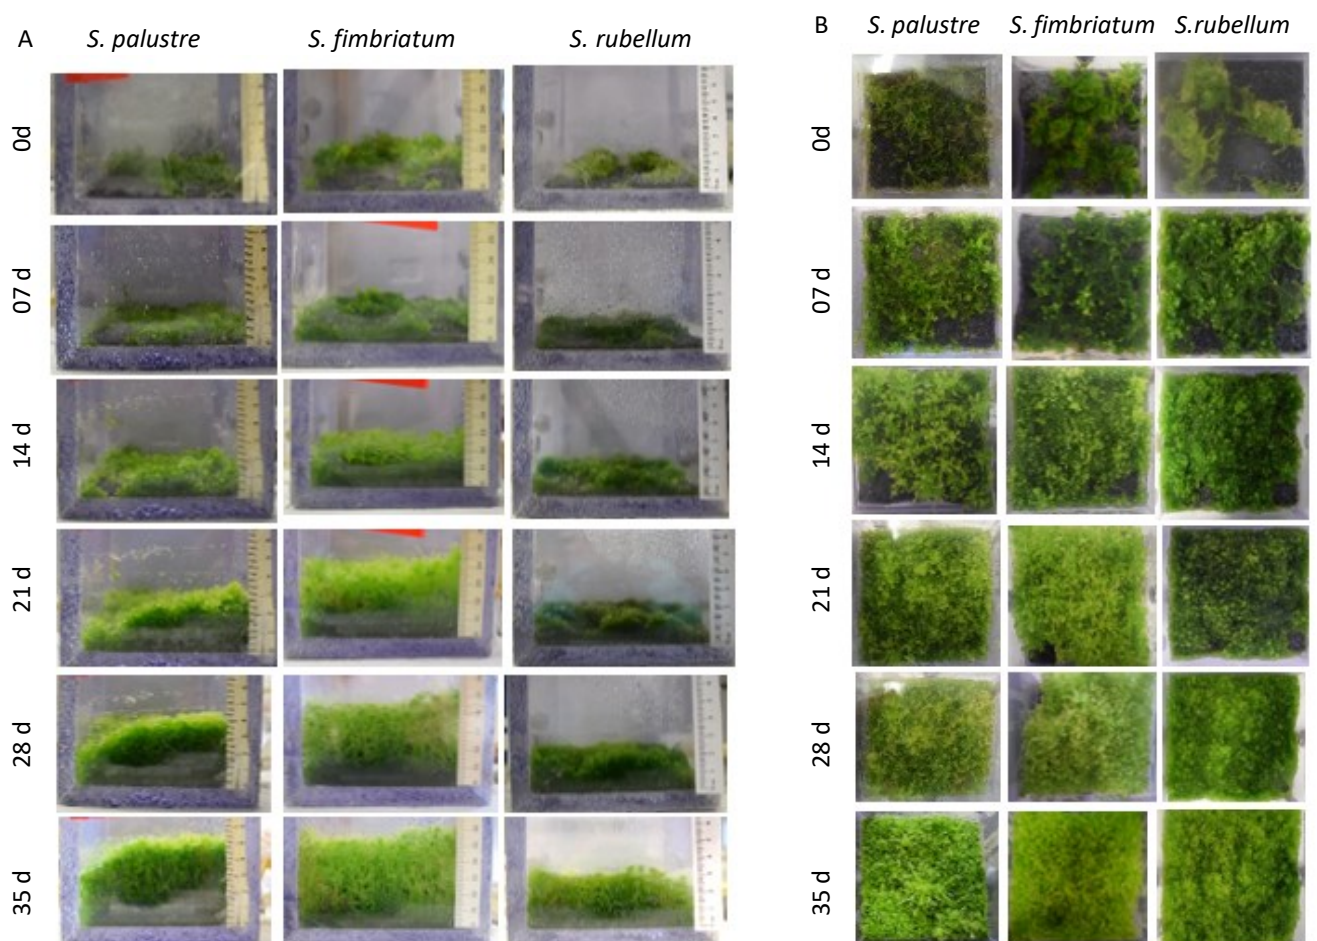 A S. palustre S. fimbriatum S. rubellum
0d
07 d
14 d
21 d
28 d
35 d
B S. palustre S. fimbriatum S.rubellum
0d
07 d
14 d
21 d
28 d
35 d